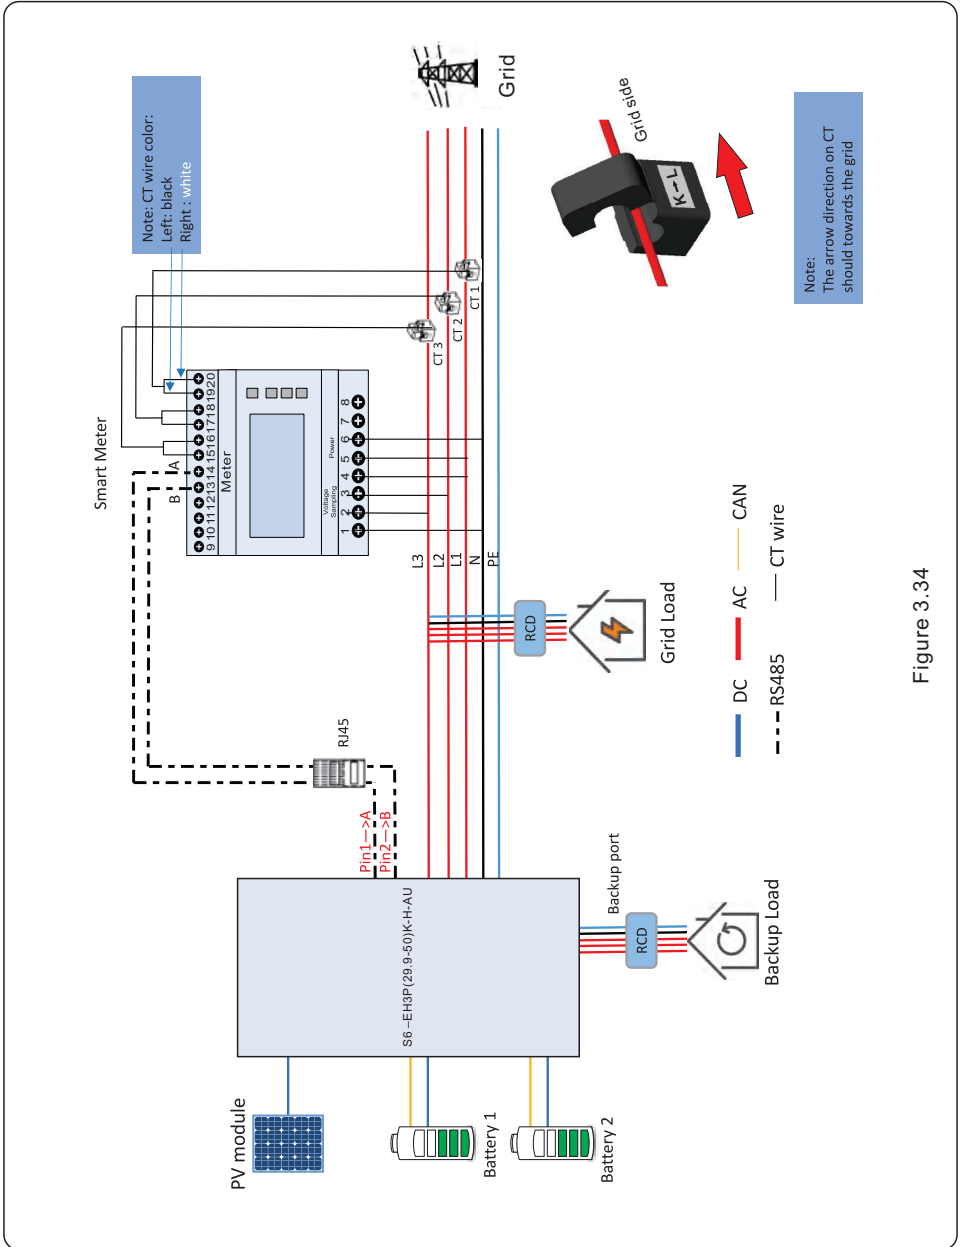 Smart Meter
Note: CT wire color:
Left: black
Right : white
B
A
9 10 11 12 13 14 15 16 17 18 19 20
Meter
Voltage
Sampling
Power
1 2 3 4 5 6 7 8
Grid
CT 3
CT 2
CT 1
L3
L2
L1
N
PE
Grid side
K→L
Note:
The arrow direction on CT
should towards the grid
RJ45
Pin1—>A
Pin2—>B
RCD
Grid Load
PV module
Battery 1
Battery 2
S6 –EH3P(29.9-50)K-H-AU
Backup port
RCD
Backup Load
DC
AC
CAN
RS485
CT wire
Figure 3.34